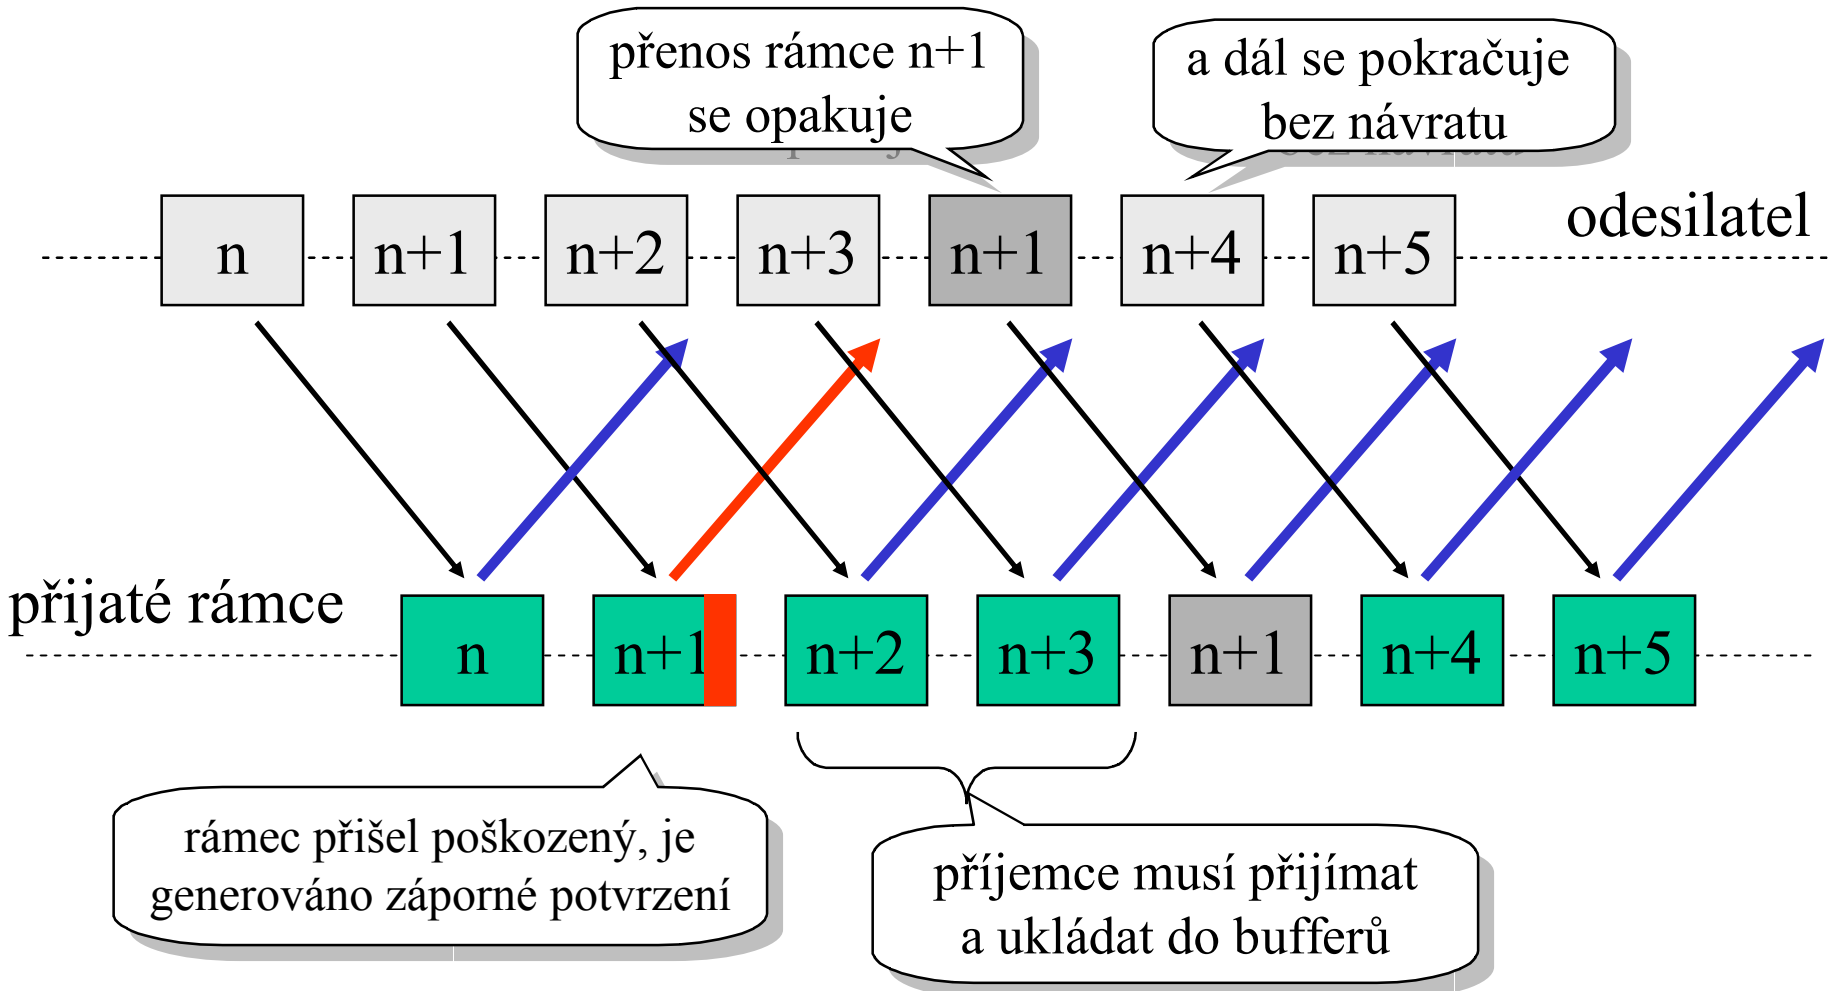 přenos rámce n+1
se opakuje
a dál se pokračuje
bez návratu
odesilatel
n n+1 n+2 n+3 n+1 n+4 n+5
přijaté rámce
n n+1 n+2 n+3 n+1 n+4 n+5
rámec přišel poškozený, je
generováno záporné potvrzení
příjemce musí přijímat
a ukládat do bufferů